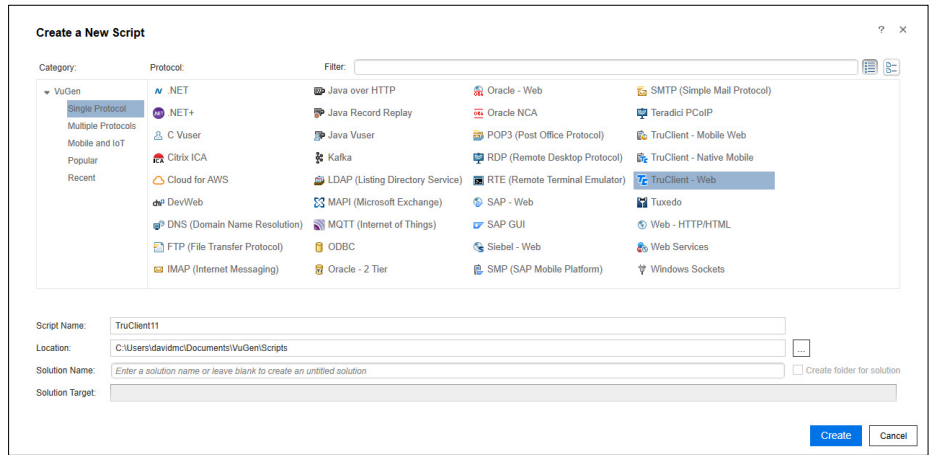 Create a New Script
? ×
Category:
Protocol:
Filter:
VuGen
Single Protocol
Multiple Protocols
Mobile and IoT
Popular
Recent
.NET
.NET+
C Vuser
Citrix ICA
Cloud for AWS
DevWeb
DNS (Domain Name Resolution)
FTP (File Transfer Protocol)
IMAP (Internet Messaging)
Java over HTTP
Java Record Replay
Java Vuser
Kafka
LDAP (Listing Directory Service)
MAPI (Microsoft Exchange)
MQTT (Internet of Things)
ODBC
Oracle - 2 Tier
Oracle - Web
Oracle NCA
POP3 (Post Office Protocol)
RDP (Remote Desktop Protocol)
RTE (Remote Terminal Emulator)
SAP - Web
SAP GUI
Siebel - Web
SMP (SAP Mobile Platform)
SMTP (Simple Mail Protocol)
Teradici PCoIP
TruClient - Mobile Web
TruClient - Native Mobile
TruClient - Web
Tuxedo
Web - HTTP/HTML
Web Services
Windows Sockets
Script Name: TruClient11
Location: C:\Users\davidmc\Documents\VuGen\Scripts
...
Solution Name: Enter a solution name or leave blank to create an untitled solution
Create folder for solution
Solution Target:
Create
Cancel